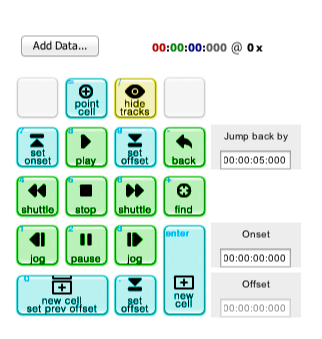 Add Data...
00:00:00:000 @ 0 x
point
cell
hide
tracks
set
onset
play
set
offset
back
Jump back by
00:00:05:000
shuttle
stop
shuttle
find
jog
pause
jog
enter
new
cell
Onset
00:00:00:000
new cell
set prev offset
set
offset
Offset
00:00:00:000